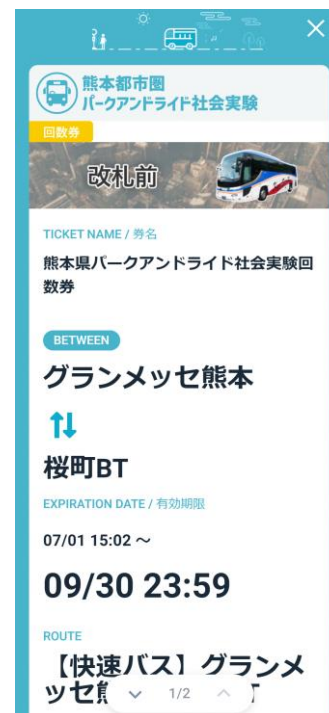 熊本都市圏
パークアンドライド社会実験
回数券
改札前
TICKET NAME / 券名
熊本県パークアンドライド社会実験回
数券
BETWEEN
グランメッセ熊本
桜町BT
EXPIRATION DATE / 有効期限
07/01 15:02 ~
09/30 23:59
ROUTE
【快速バス】グランメ
ッセ
1/2